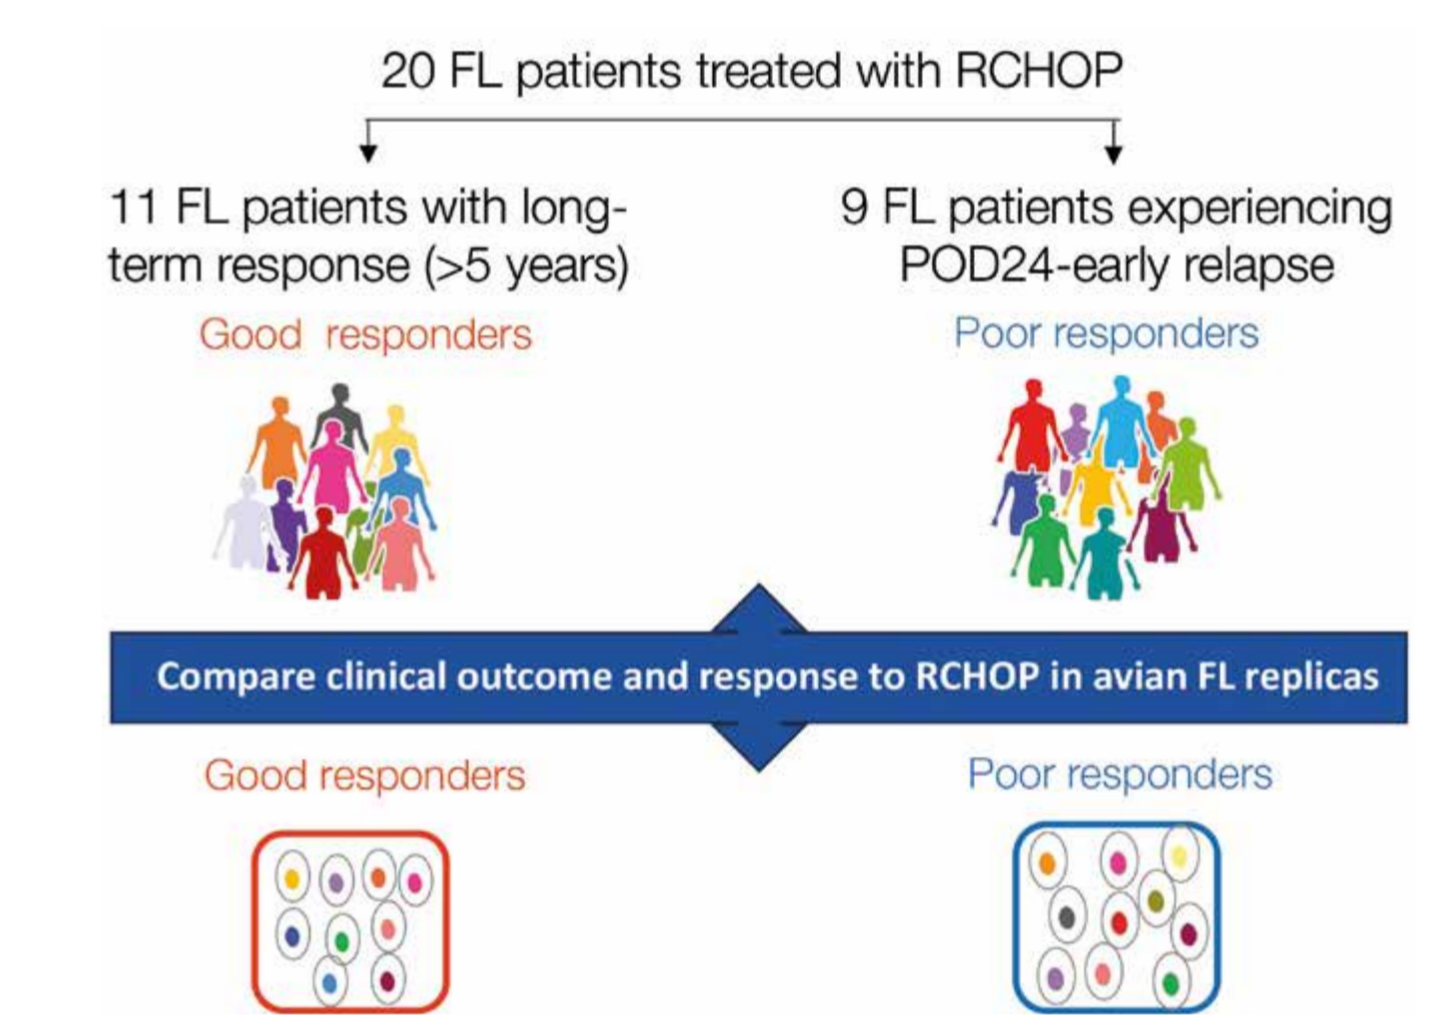 20 FL patients treated with RCHOP
11 FL patients with long-
term response (>5 years)
Good responders
9 FL patients experiencing
POD24-early relapse
Poor responders
Compare clinical outcome and response to RCHOP in avian FL replicas
Good responders
Poor responders